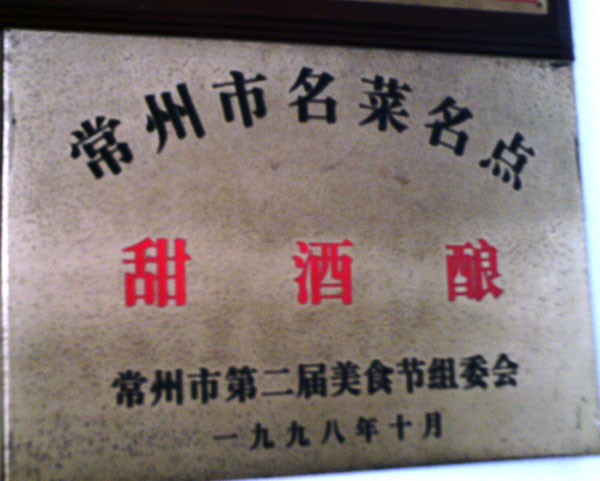 常州市名菜名点
甜酒酿
常州市第二届美食节组委会
一九九八年十月